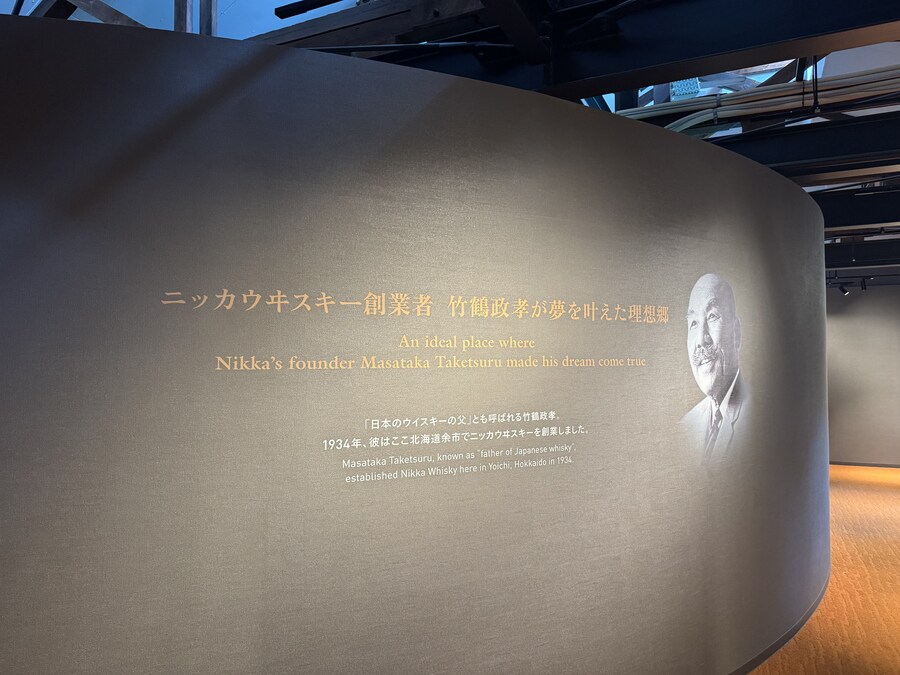 ニッカウヰスキー創業者 竹鶴政孝が夢を叶えた理想郷
An ideal place where
Nikka's founder Masataka Taketsuru made his dream come true
「日本のウイスキーの父」とも呼ばれる竹鶴政孝。
1934年、彼はここ北海道余市でニッカウヰスキーを創業しました。
Masataka Taketsuru, known as "father of Japanese whisky",
established Nikka Whisky here in Yoichi, Hokkaido in 1934.